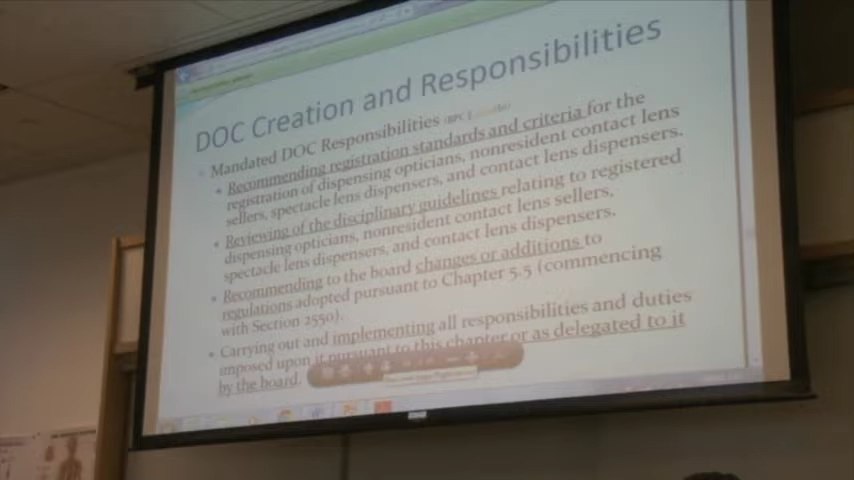 DOC Creation and Responsibilities
Mandated DOC Responsibilities (BPC §
• Recommending registration standards and criteria for the
registration of dispensing opticians, nonresident contact lens
sellers, spectacle lens dispensers, and contact lens dispensers.
• Reviewing of the disciplinary guidelines relating to registered
dispensing opticians, nonresident contact lens sellers,
spectacle lens dispensers, and contact lens dispensers.
• Recommending to the board changes or additions to
regulations adopted pursuant to Chapter 5.5 (commencing
with Section 2550).
• Carrying out and implementing all responsibilities and duties
imposed upon it pursuant to this chapter or as delegated to it
by the board.